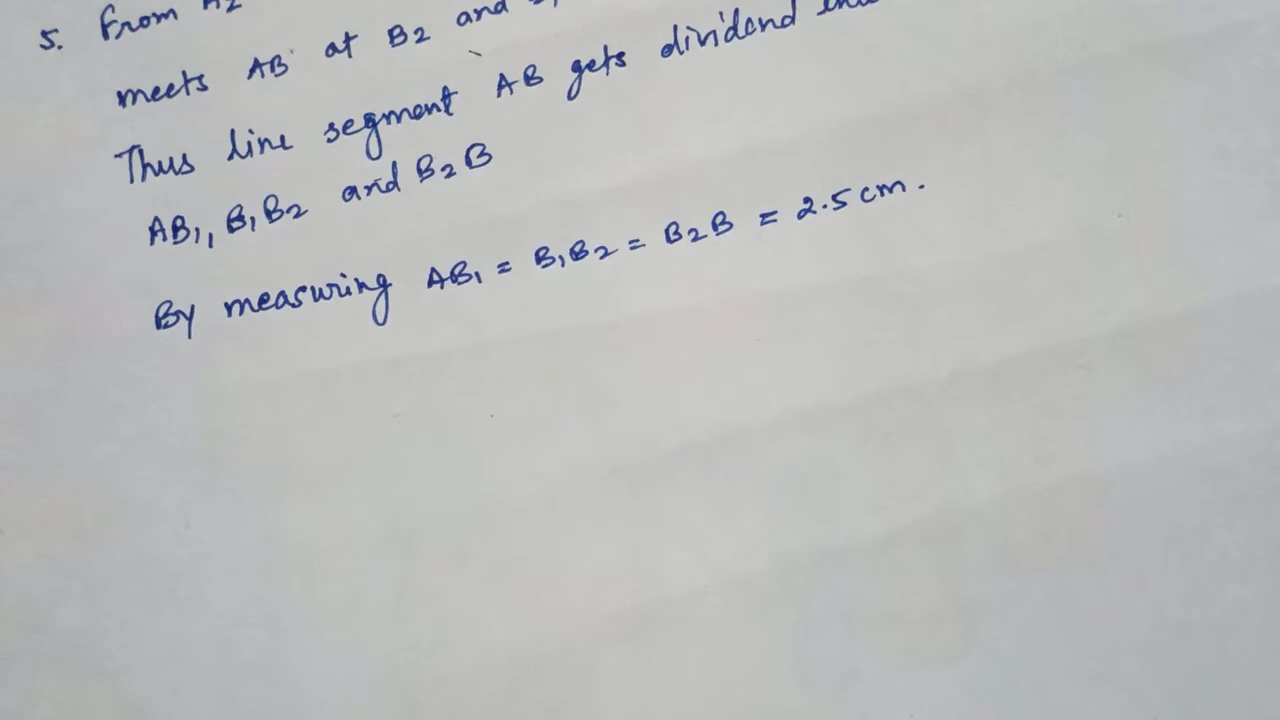 5. From A2
meets AB at B2 and
Thus line segment AB gets dividend
AB1, B1B2 and B2B
By measuring AB1 = B1B2 = B2B = 2.5 cm.